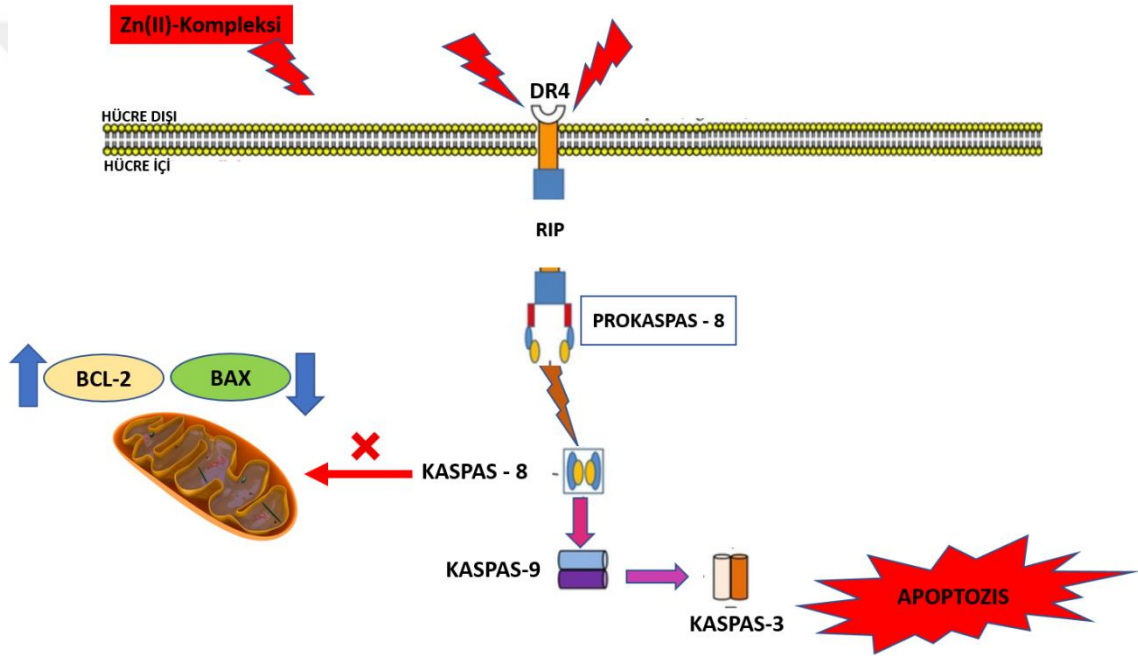 Zn(II)-Kompleksi
DR4
HÜCRE DIŞI
HÜCRE İÇİ
RIP
PROKASPAS - 8
BCL-2
BAX
KASPAS - 8
KASPAS-9
KASPAS-3
APOPTOZIS